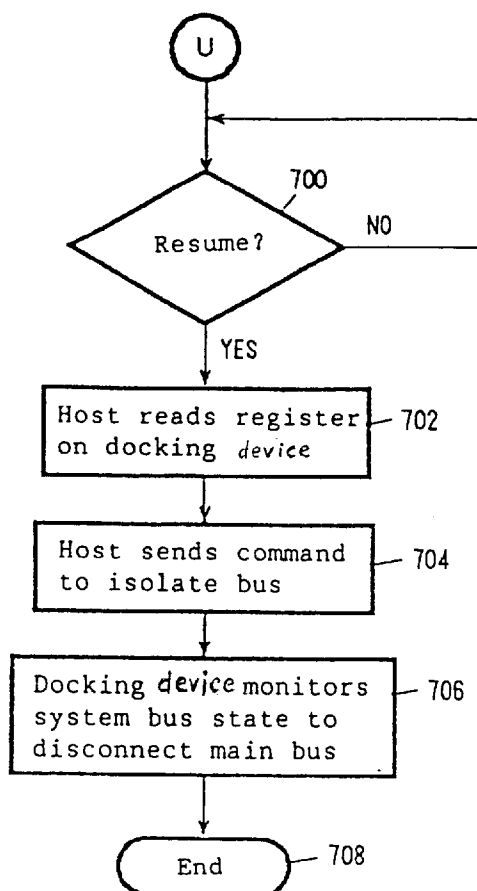 U
700
Resume?
NO
YES
Host reads register
on docking device
702
Host sends command
to isolate bus
704
Docking device monitors
system bus state to
disconnect main bus
706
End
708